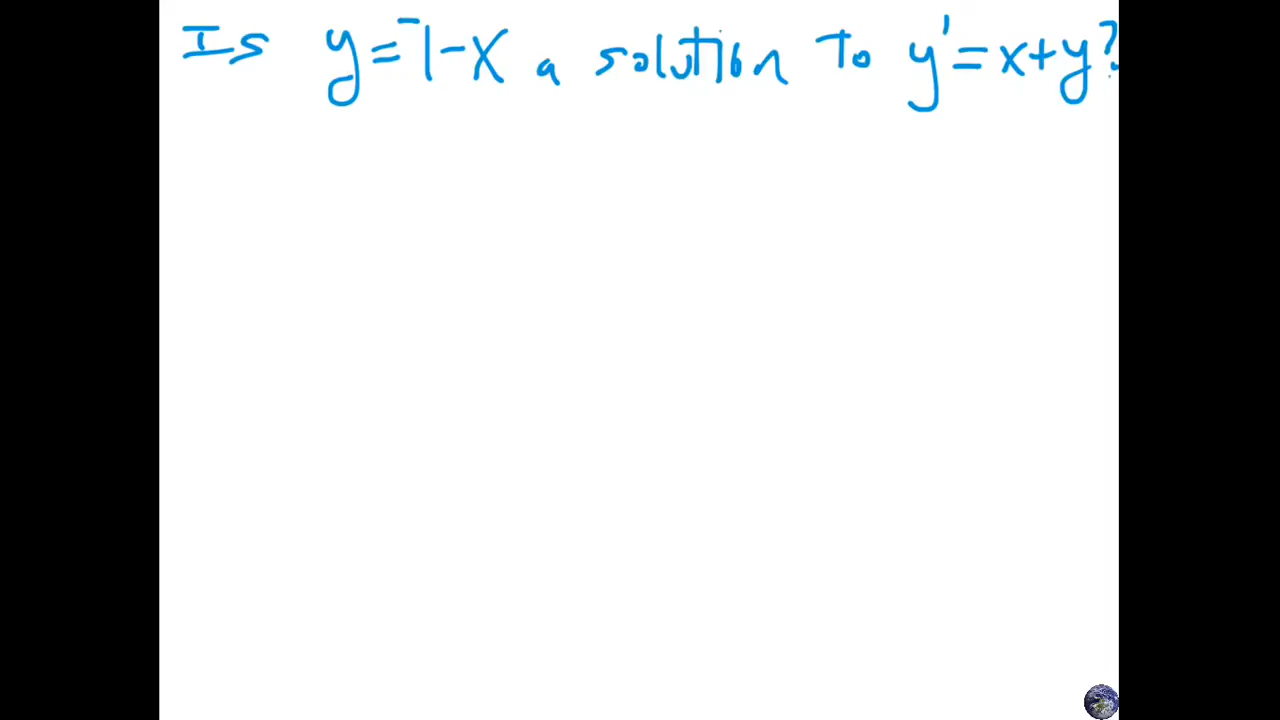 Is y = ⁻1 - x a solution to y' = x + y?